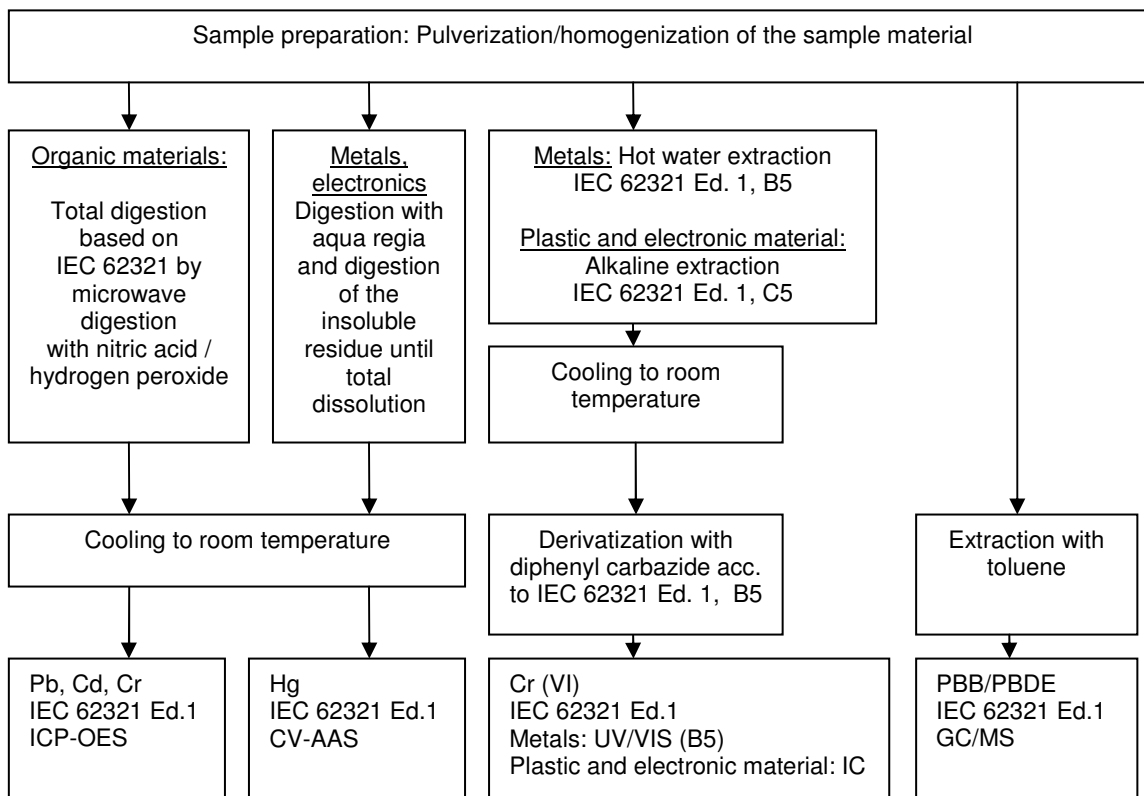 Sample preparation: Pulverization/homogenization of the sample material
Organic materials:
Total digestion
based on
IEC 62321 by
microwave
digestion
with nitric acid /
hydrogen peroxide
Metals,
electronics
Digestion with
aqua regia
and digestion
of the
insoluble
residue until
total
dissolution
Metals: Hot water extraction
IEC 62321 Ed. 1, B5
Plastic and electronic material:
Alkaline extraction
IEC 62321 Ed. 1, C5
Cooling to room
temperature
Cooling to room temperature
Derivatization with
diphenyl carbazide acc.
to IEC 62321 Ed. 1, B5
Extraction with
toluene
Pb, Cd, Cr
IEC 62321 Ed.1
ICP-OES
Hg
IEC 62321 Ed.1
CV-AAS
Cr (VI)
IEC 62321 Ed.1
Metals: UV/VIS (B5)
Plastic and electronic material: IC
PBB/PBDE
IEC 62321 Ed.1
GC/MS